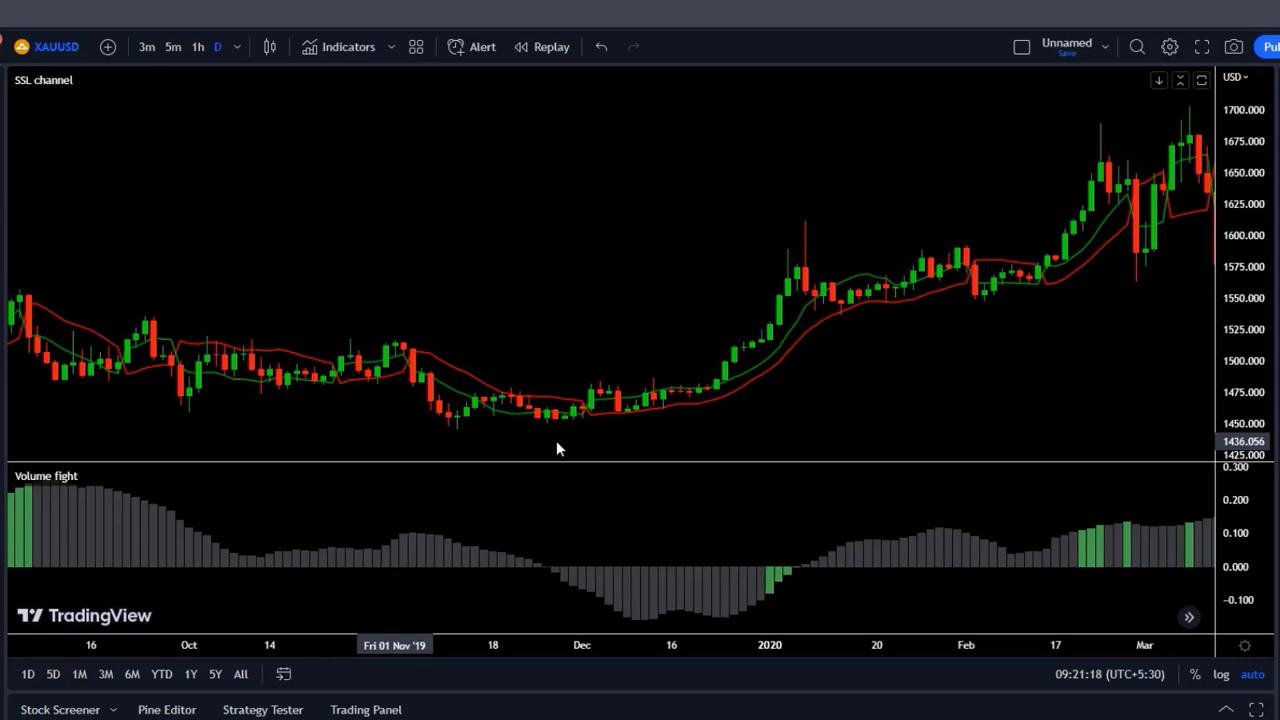 XAUUSD 3m 5m 1h D Indicators Alert Replay Unnamed
Save
SSL channel
USD
1700.000
1675.000
1650.000
1625.000
1600.000
1575.000
1550.000
1525.000
1500.000
1475.000
1450.000
1436.056
1425.000
Volume fight
0.300
0.200
0.100
0.000
−0.100
TradingView
16 Oct 14 Fri 01 Nov '19 18 Dec 16 2020 20 Feb 17 Mar
1D 5D 1M 3M 6M YTD 1Y 5Y All 09:21:18 (UTC+5:30) % log auto
Stock Screener Pine Editor Strategy Tester Trading Panel